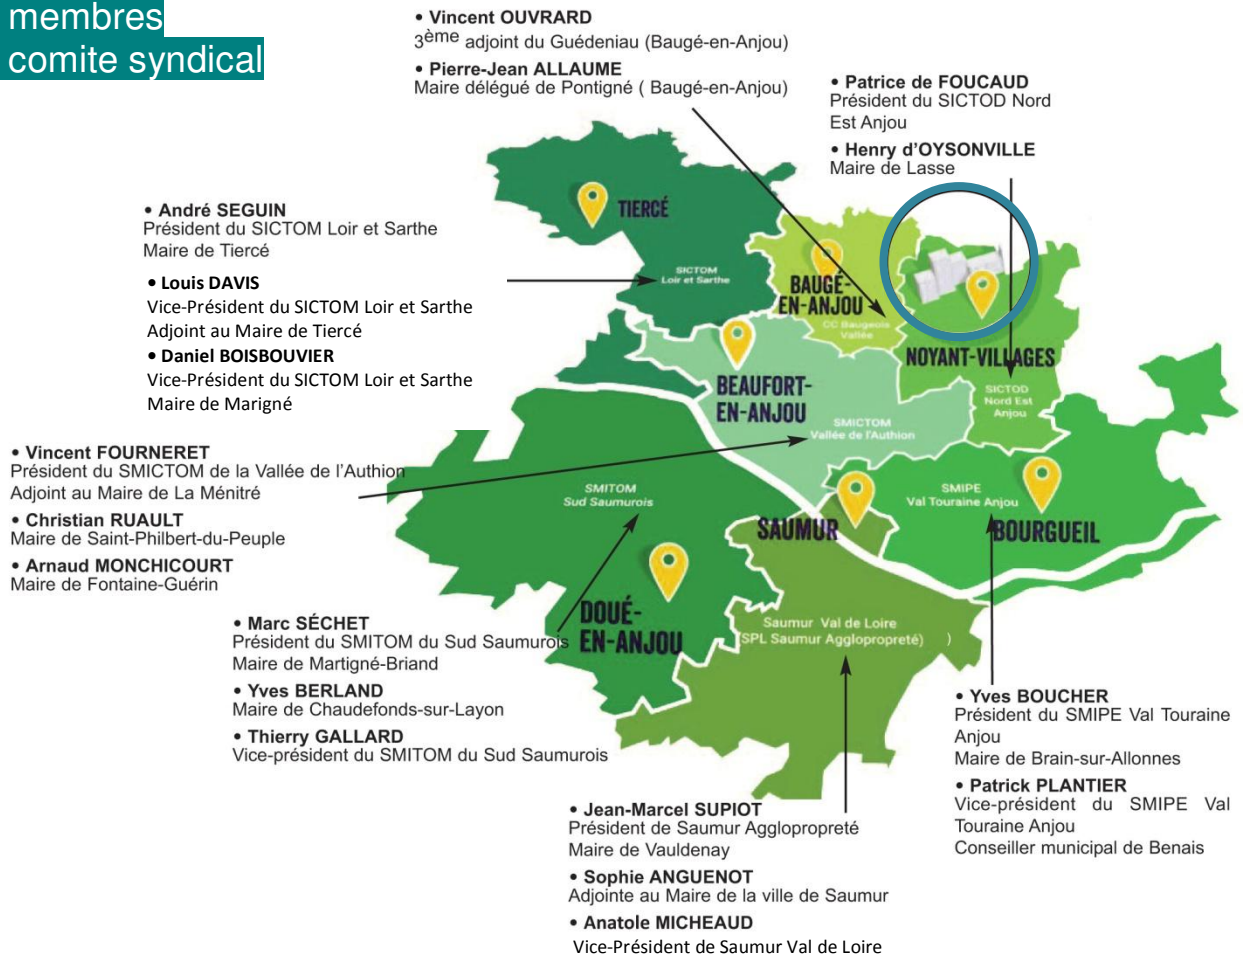 membres
comite syndical
• Vincent OUVRARD
3ème adjoint du Guédeniau (Baugé-en-Anjou)
• Pierre-Jean ALLAUME
Maire délégué de Pontigné ( Baugé-en-Anjou)
• Patrice de FOUCAUD
Président du SICTOD Nord
Est Anjou
• Henry d'OYSONVILLE
Maire de Lasse
• André SEGUIN
Président du SICTOM Loir et Sarthe
Maire de Tiercé
• Louis DAVIS
Vice-Président du SICTOM Loir et Sarthe
Adjoint au Maire de Tiercé
• Daniel BOISBOUVIER
Vice-Président du SICTOM Loir et Sarthe
Maire de Marigné
TIERCÉ
SICTOM
Loir et Sarthe
BAUGÉ-
EN-ANJOU
CC Baugeois
Vallée
NOYANT-VILLAGES
SICTOD
Nord Est
Anjou
BEAUFORT-
EN-ANJOU
SMICTOM
Vallée de l'Authion
• Vincent FOURNERET
Président du SMICTOM de la Vallée de l'Authion
Adjoint au Maire de La Ménitré
• Christian RUAULT
Maire de Saint-Philbert-du-Peuple
• Arnaud MONCHICOURT
Maire de Fontaine-Guérin
SMITOM
Sud Saumurois
SMIPE
Val Touraine Anjou
SAUMUR
BOURGUEIL
DOUÉ-
EN-ANJOU
Saumur Val de Loire
(SPL Saumur Agglopropreté) )
• Marc SÉCHET
Président du SMITOM du Sud Saumurois
Maire de Martigné-Briand
• Yves BERLAND
Maire de Chaudefonds-sur-Layon
• Thierry GALLARD
Vice-président du SMITOM du Sud Saumurois
• Yves BOUCHER
Président du SMIPE Val Touraine
Anjou
Maire de Brain-sur-Allonnes
• Patrick PLANTIER
Vice-président du SMIPE Val
Touraine Anjou
Conseiller municipal de Benais
• Jean-Marcel SUPIOT
Président de Saumur Agglopropreté
Maire de Vauldenay
• Sophie ANGUENOT
Adjointe au Maire de la ville de Saumur
• Anatole MICHEAUD
Vice-Président de Saumur Val de Loire